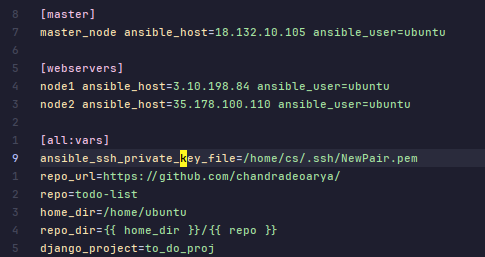 8 [master]
7 master_node ansible_host=18.132.10.105 ansible_user=ubuntu
6
5 [webservers]
4 node1 ansible_host=3.10.198.84 ansible_user=ubuntu
3 node2 ansible_host=35.178.100.110 ansible_user=ubuntu
2
1 [all:vars]
9 ansible_ssh_private_key_file=/home/cs/.ssh/NewPair.pem
1 repo_url=https://github.com/chandradeoarya/
2 repo=todo-list
3 home_dir=/home/ubuntu
4 repo_dir={{ home_dir }}/{{ repo }}
5 django_project=to_do_proj